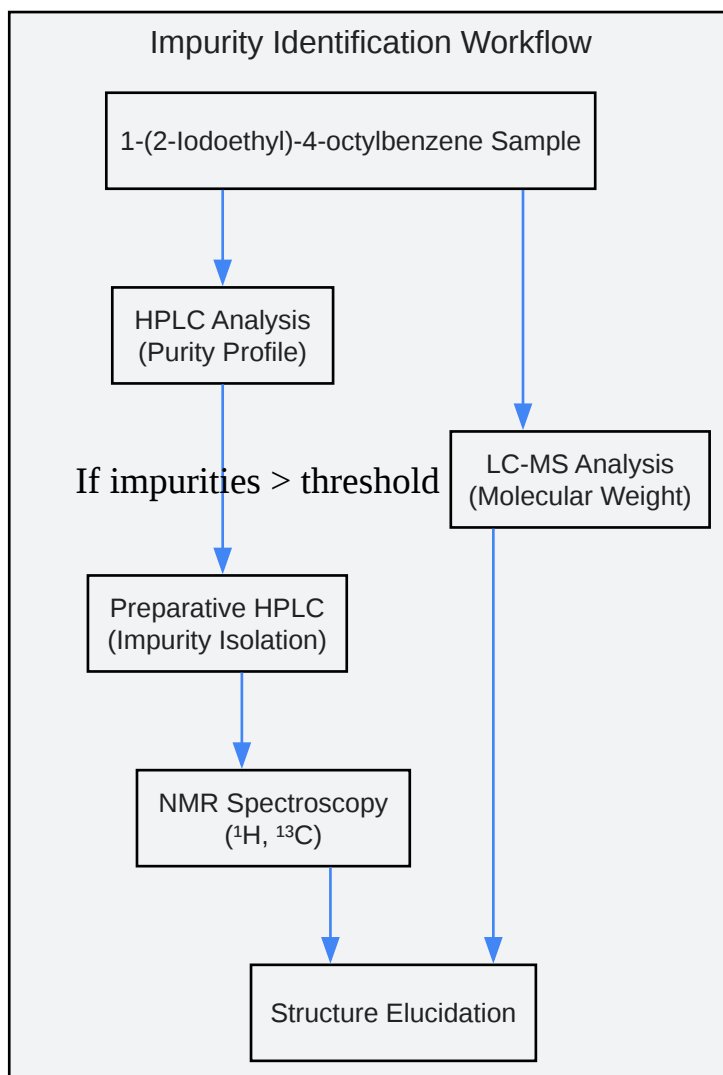 Impurity Identification Workflow
1-(2-Iodoethyl)-4-octylbenzene Sample
HPLC Analysis
(Purity Profile)
If impurities > threshold
LC-MS Analysis
(Molecular Weight)
Preparative HPLC
(Impurity Isolation)
NMR Spectroscopy
(¹H, ¹³C)
Structure Elucidation